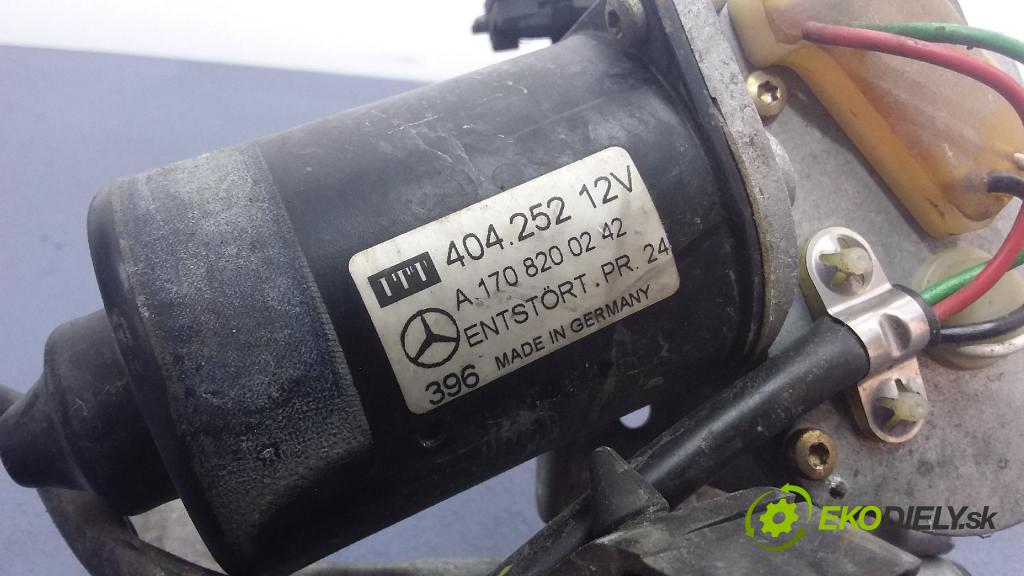 ITT 404.252 12V
A.170 820 02 42
ENTSTÖRT. PR. 24
396 MADE IN GERMANY
EKODIELY.sk